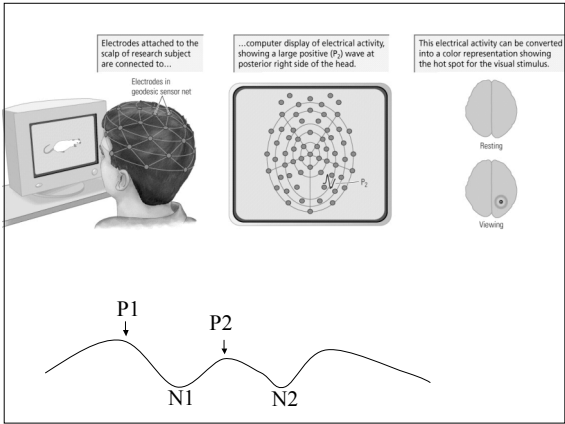 Electrodes attached to the
scalp of research subject
are connected to…
…computer display of electrical activity,
showing a large positive (P₂) wave at
posterior right side of the head.
This electrical activity can be converted
into a color representation showing
the hot spot for the visual stimulus.
Electrodes in
geodesic sensor net
P₂
Resting
Viewing
P1
P2
N1
N2